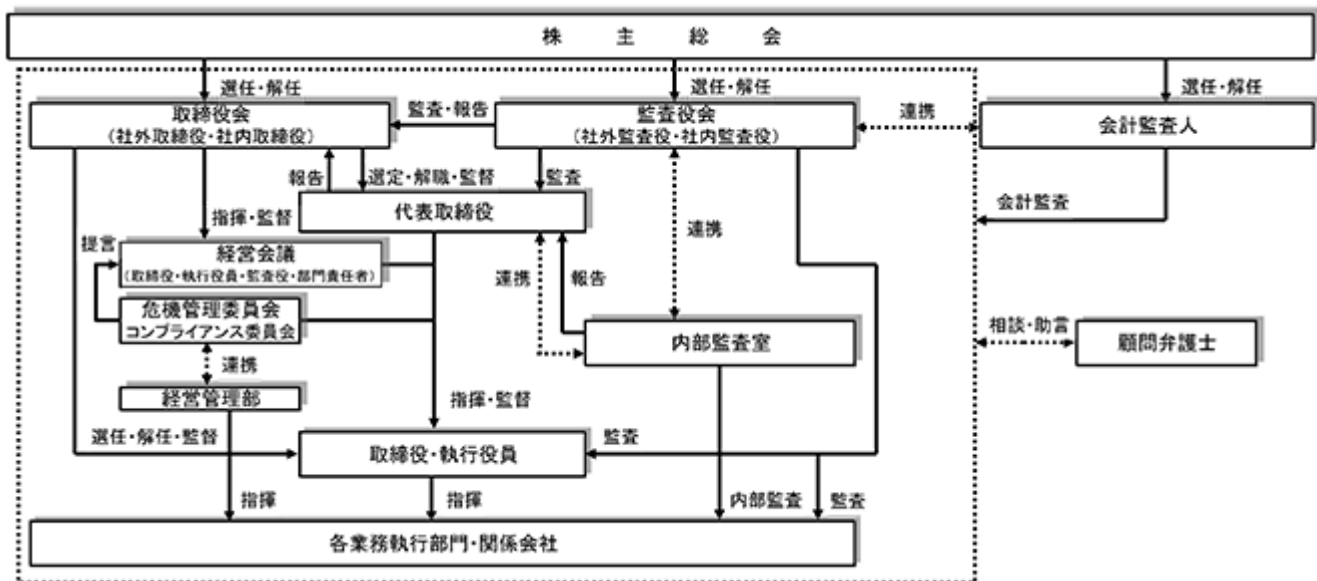 株主総会
選任・解任
選任・解任
選任・解任
取締役会
(社外取締役・社内取締役)
監査・報告
監査役会
(社外監査役・社内監査役)
連携
会計監査人
報告
選定・解職・監督
監査
代表取締役
会計監査
指揮・監督
提言
経営会議
(取締役・執行役員・監査役・部門責任者)
連携
報告
連携
危機管理委員会
コンプライアンス委員会
内部監査室
相談・助言
顧問弁護士
連携
経営管理部
指揮・監督
選任・解任・監督
取締役・執行役員
監査
指揮
指揮
内部監査
監査
各業務執行部門・関係会社